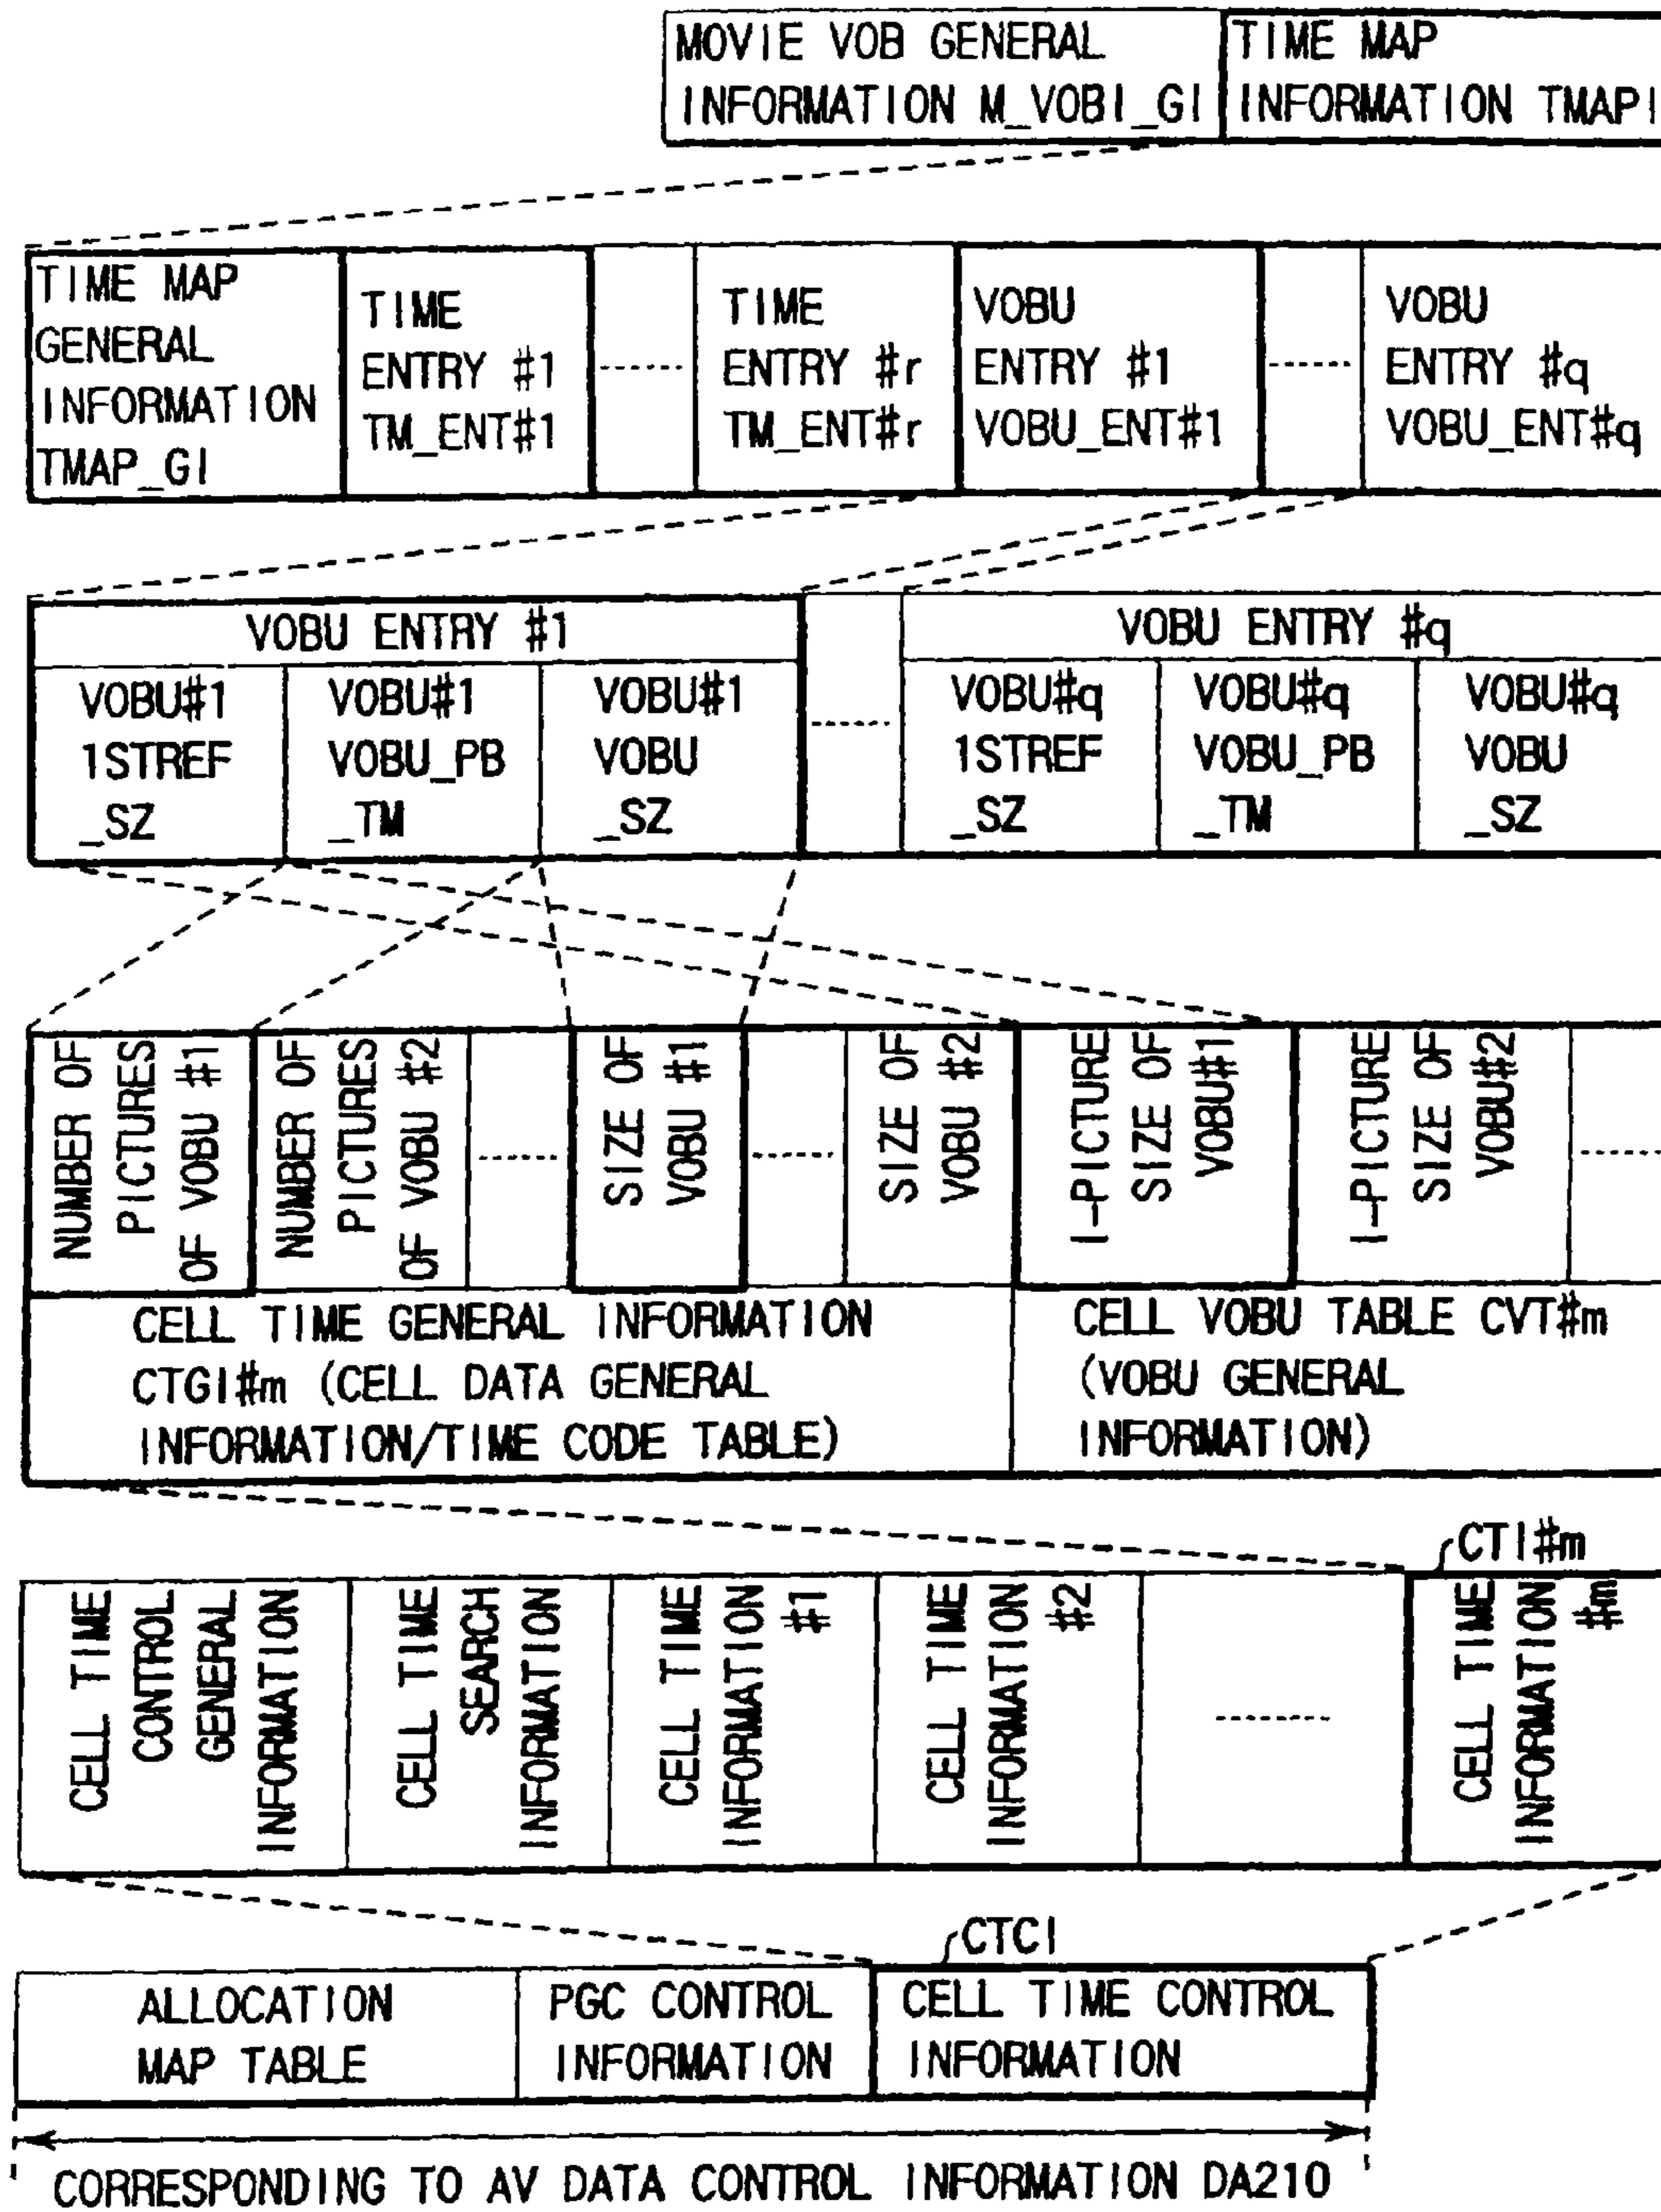 MOVIE VOB GENERAL
INFORMATION M_VOBI_GI
TIME MAP
INFORMATION TMAPI
TIME MAP
GENERAL
INFORMATION
TMAP_GI
TIME
ENTRY #1
TM_ENT#1
TIME
ENTRY #r
TM_ENT#r
VOBU
ENTRY #1
VOBU_ENT#1
VOBU
ENTRY #q
VOBU_ENT#q
VOBU ENTRY #1
VOBU#1
1STREF
_SZ
VOBU#1
VOBU_PB
_TM
VOBU#1
VOBU
_SZ
VOBU ENTRY #q
VOBU#q
1STREF
_SZ
VOBU#q
VOBU_PB
_TM
VOBU#q
VOBU
_SZ
NUMBER OF
PICTURES
OF VOBU #1
NUMBER OF
PICTURES
OF VOBU #2
SIZE OF
VOBU #1
SIZE OF
VOBU #2
I-PICTURE
SIZE OF
VOBU#1
I-PICTURE
SIZE OF
VOBU#2
CELL TIME GENERAL INFORMATION
CTGI#m (CELL DATA GENERAL
INFORMATION/TIME CODE TABLE)
CELL VOBU TABLE CVT#m
(VOBU GENERAL
INFORMATION)
CTI#m
CELL TIME
CONTROL
GENERAL
INFORMATION
CELL TIME
SEARCH
INFORMATION
CELL TIME
INFORMATION
#1
CELL TIME
INFORMATION
#2
CELL TIME
INFORMATION
#m
CTCI
ALLOCATION
MAP TABLE
PGC CONTROL
INFORMATION
CELL TIME CONTROL
INFORMATION
CORRESPONDING TO AV DATA CONTROL INFORMATION DA210